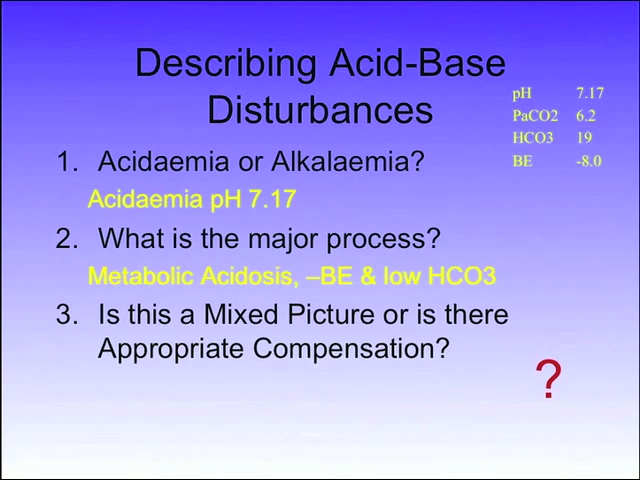 Describing Acid-Base
Disturbances
pH 7.17
PaCO2 6.2
HCO3 19
BE -8.0
1. Acidaemia or Alkalaemia?
Acidaemia pH 7.17
2. What is the major process?
Metabolic Acidosis, –BE & low HCO3
3. Is this a Mixed Picture or is there
Appropriate Compensation?
?